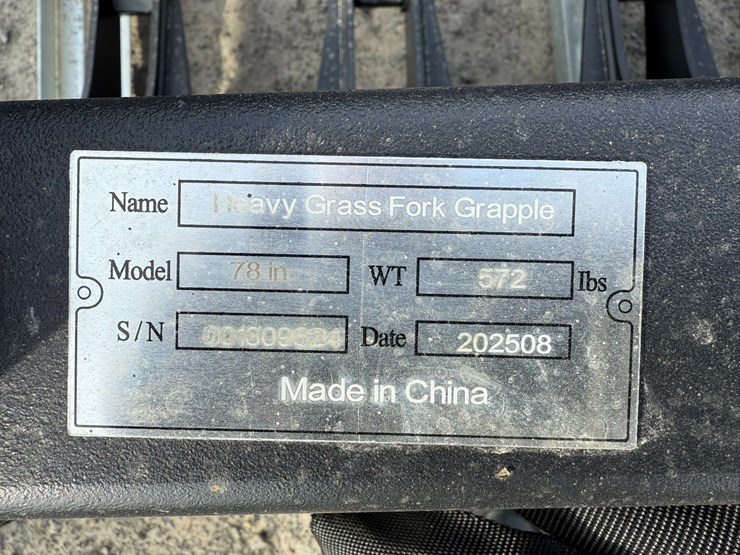 Name Heavy Grass Fork Grapple
Model 78 in WT 572 lbs
S/N Date 202508
Made in China